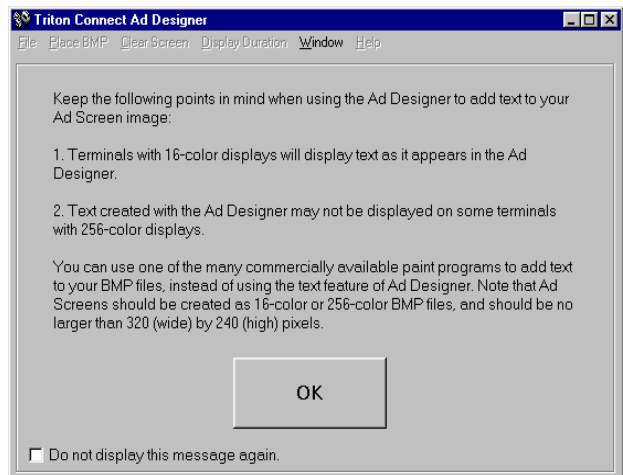 Triton Connect Ad Designer
File Place BMP Clear Screen Display Duration Window Help
Keep the following points in mind when using the Ad Designer to add text to your
Ad Screen image:
1. Terminals with 16-color displays will display text as it appears in the Ad
Designer.
2. Text created with the Ad Designer may not be displayed on some terminals
with 256-color displays.
You can use one of the many commercially available paint programs to add text
to your BMP files, instead of using the text feature of Ad Designer. Note that Ad
Screens should be created as 16-color or 256-color BMP files, and should be no
larger than 320 (wide) by 240 (high) pixels.
OK
Do not display this message again.